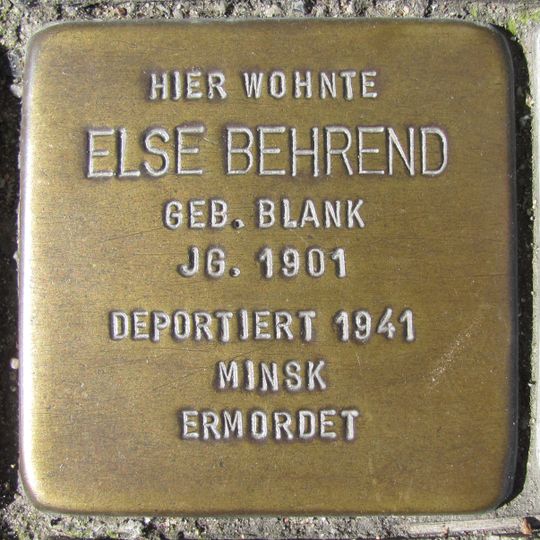 HIER WOHNTE
ELSE BEHREND
GEB. BLANK
JG. 1901
DEPORTIERT 1941
MINSK
ERMORDET